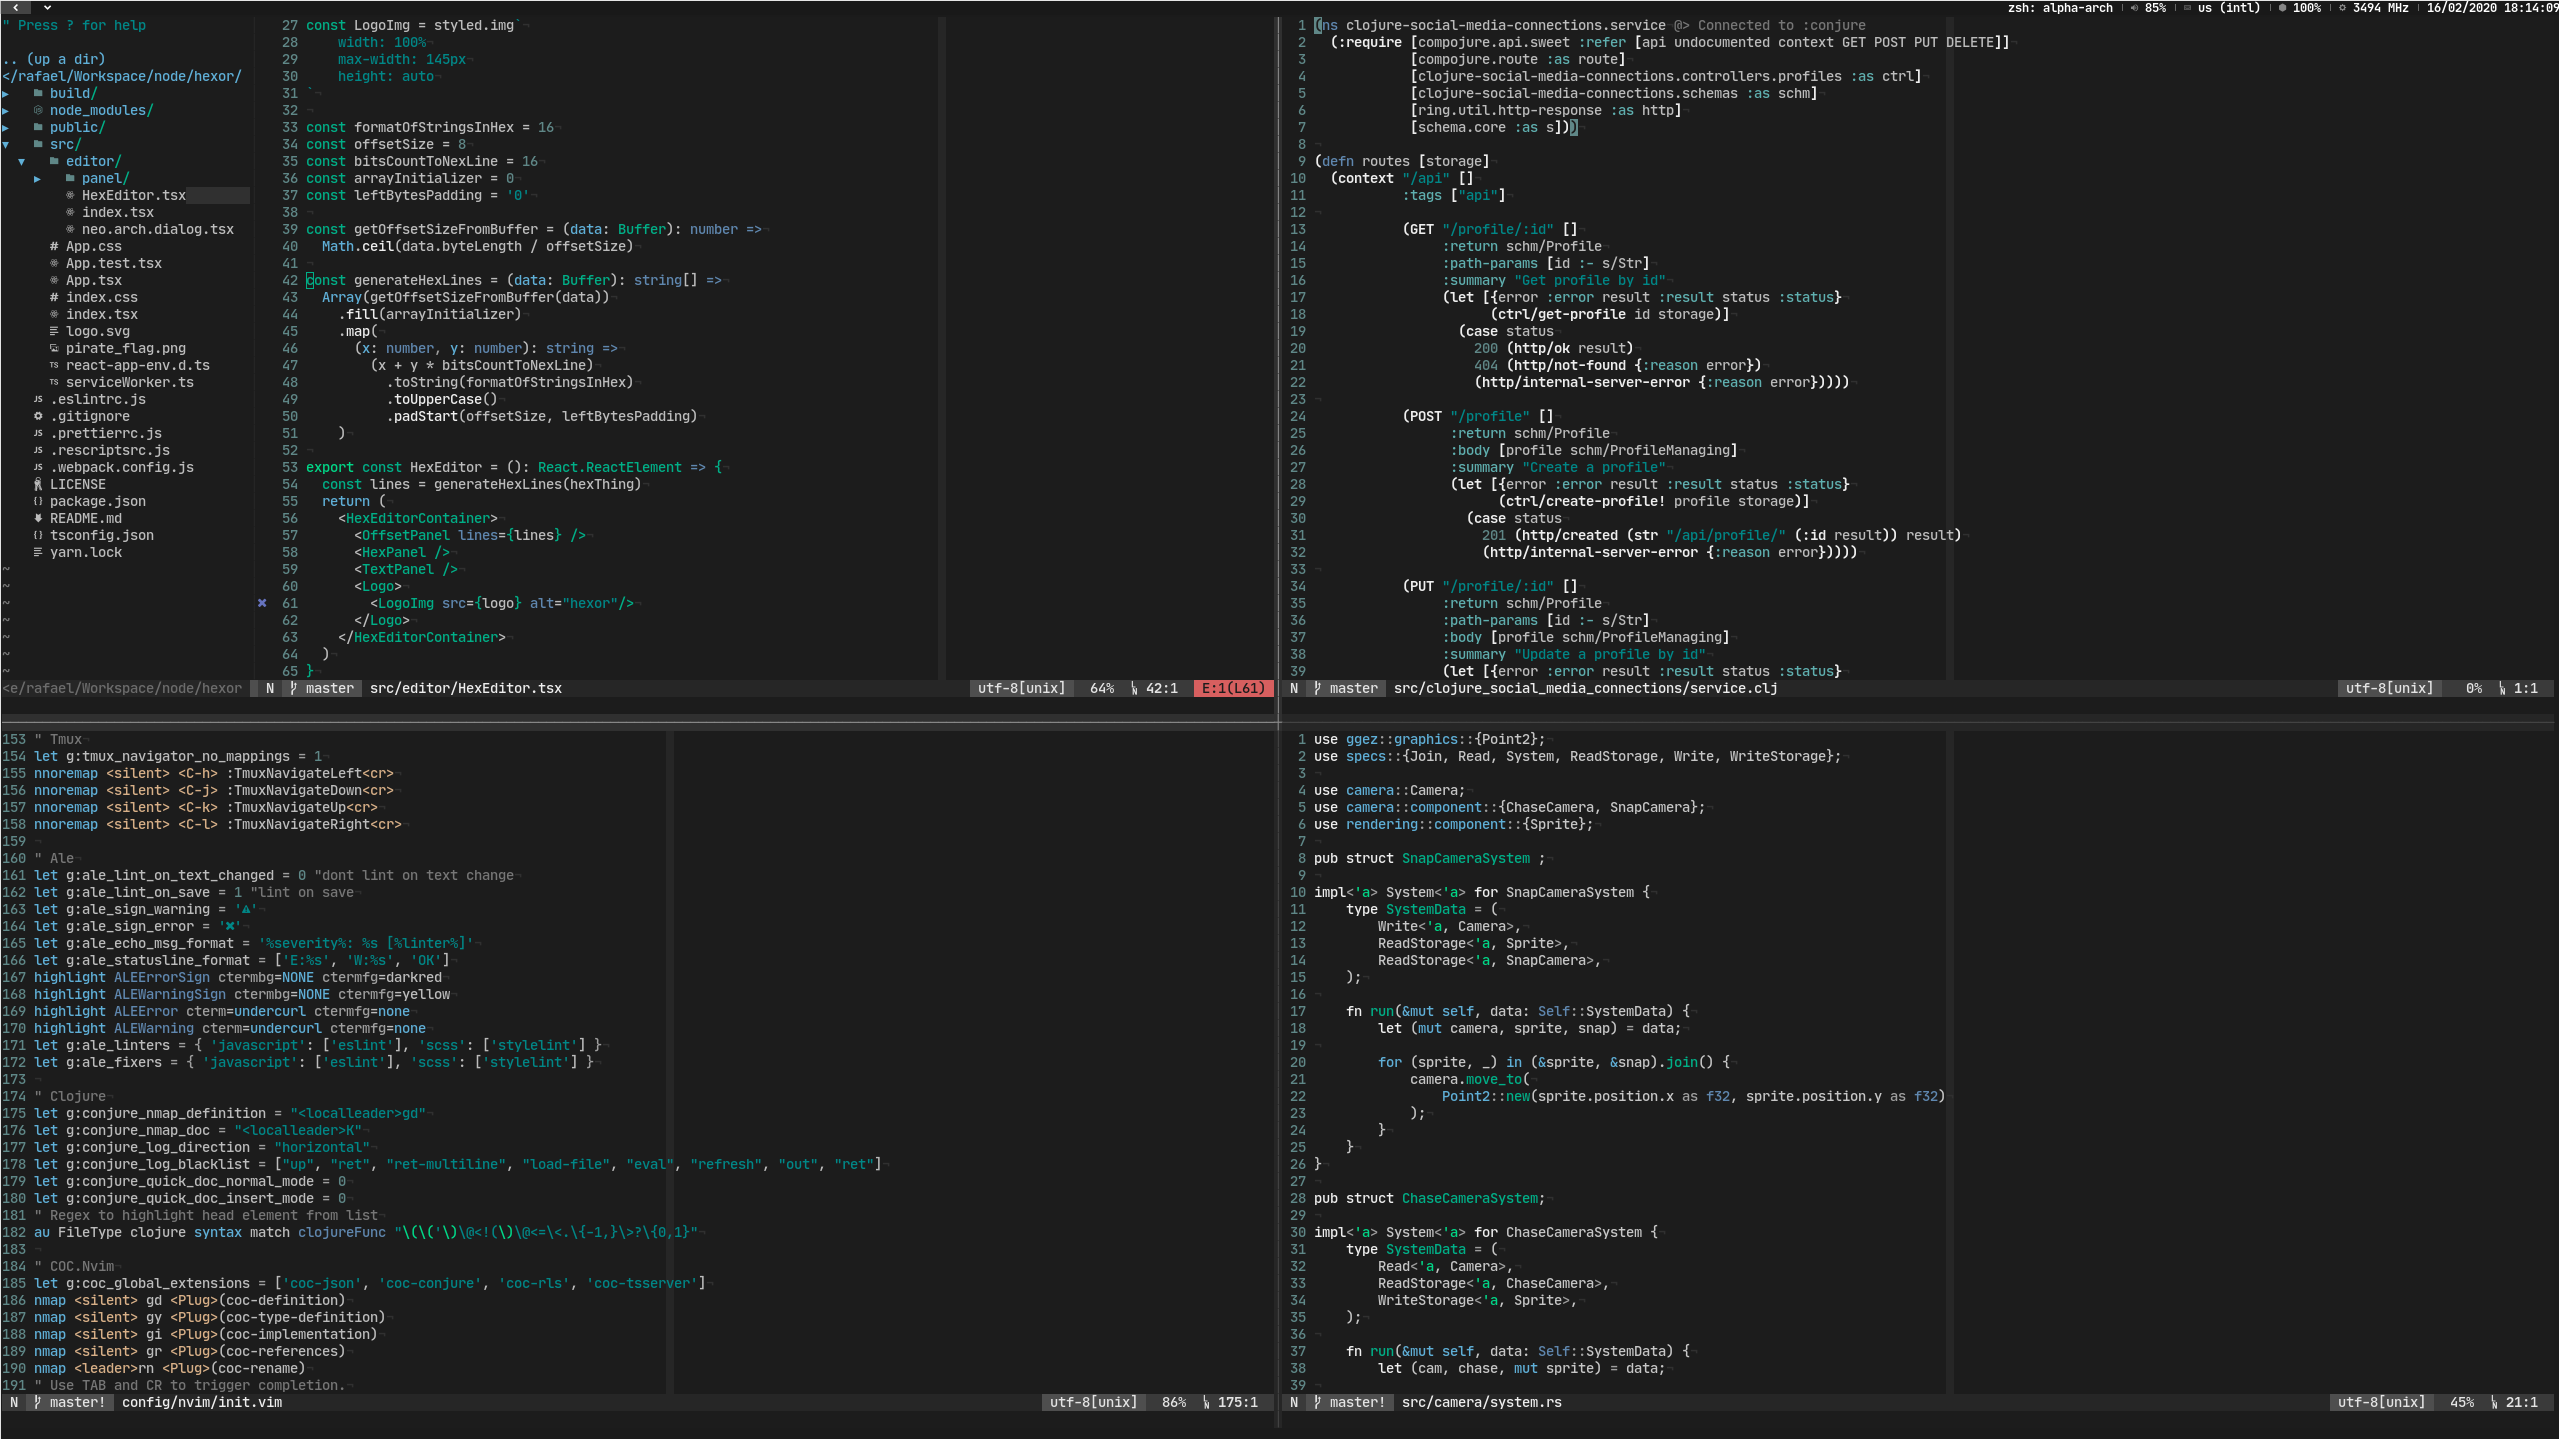 zsh: alpha-arch | 85% | us (intl) | 100% | 3494 MHz | 16/02/2020 18:14:09
" Press ? for help
.. (up a dir)
</rafael/Workspace/node/hexor/
▸ build/
▸ node_modules/
▸ public/
▾ src/
▾ editor/
▸ panel/
HexEditor.tsx
index.tsx
neo.arch.dialog.tsx
# App.css
App.test.tsx
App.tsx
# index.css
index.tsx
logo.svg
pirate_flag.png
TS react-app-env.d.ts
TS serviceWorker.ts
JS .eslintrc.js
.gitignore
JS .prettierrc.js
JS .rescriptsrc.js
JS .webpack.config.js
LICENSE
{} package.json
README.md
{} tsconfig.json
yarn.lock
~
~
~
~
~
~
~
<e/rafael/Workspace/node/hexor
27 const LogoImg = styled.img`¬
28     width: 100%¬
29     max-width: 145px
30     height: auto¬
31 `¬
32 ¬
33 const formatOfStringsInHex = 16¬
34 const offsetSize = 8¬
35 const bitsCountToNexLine = 16¬
36 const arrayInitializer = 0¬
37 const leftBytesPadding = '0'¬
38 ¬
39 const getOffsetSizeFromBuffer = (data: Buffer): number =>¬
40   Math.ceil(data.byteLength / offsetSize)¬
41 ¬
42 const generateHexLines = (data: Buffer): string[] =>¬
43   Array(getOffsetSizeFromBuffer(data))¬
44     .fill(arrayInitializer)¬
45     .map(¬
46       (x: number, y: number): string =>¬
47         (x + y * bitsCountToNexLine)¬
48           .toString(formatOfStringsInHex)¬
49           .toUpperCase()¬
50           .padStart(offsetSize, leftBytesPadding)¬
51     )¬
52 ¬
53 export const HexEditor = (): React.ReactElement => {¬
54   const lines = generateHexLines(hexThing)¬
55   return (¬
56     <HexEditorContainer>¬
57       <OffsetPanel lines={lines} />¬
58       <HexPanel />¬
59       <TextPanel />¬
60       <Logo>¬
✖ 61         <LogoImg src={logo} alt="hexor"/>¬
62       </Logo>¬
63     </HexEditorContainer>¬
64   )¬
65 }¬
N master src/editor/HexEditor.tsx utf-8[unix] 64% 42:1 E:1(L61)
1 (ns clojure-social-media-connections.service @> Connected to :conjure
2   (:require [compojure.api.sweet :refer [api undocumented context GET POST PUT DELETE]]¬
3             [compojure.route :as route]¬
4             [clojure-social-media-connections.controllers.profiles :as ctrl]¬
5             [clojure-social-media-connections.schemas :as schm]¬
6             [ring.util.http-response :as http]¬
7             [schema.core :as s]))¬
8 ¬
9 (defn routes [storage]¬
10   (context "/api" []¬
11            :tags ["api"]¬
12 ¬
13            (GET "/profile/:id" []¬
14                 :return schm/Profile¬
15                 :path-params [id :- s/Str]¬
16                 :summary "Get profile by id"¬
17                 (let [{error :error result :result status :status}¬
18                       (ctrl/get-profile id storage)]¬
19                   (case status¬
20                     200 (http/ok result)¬
21                     404 (http/not-found {:reason error})¬
22                     (http/internal-server-error {:reason error}))))¬
23 ¬
24            (POST "/profile" []¬
25                  :return schm/Profile¬
26                  :body [profile schm/ProfileManaging]¬
27                  :summary "Create a profile"¬
28                  (let [{error :error result :result status :status}¬
29                        (ctrl/create-profile! profile storage)]¬
30                    (case status¬
31                      201 (http/created (str "/api/profile/" (:id result)) result)¬
32                      (http/internal-server-error {:reason error}))))¬
33 ¬
34            (PUT "/profile/:id" []¬
35                 :return schm/Profile¬
36                 :path-params [id :- s/Str]¬
37                 :body [profile schm/ProfileManaging]¬
38                 :summary "Update a profile by id"¬
39                 (let [{error :error result :result status :status}¬
N master src/clojure_social_media_connections/service.clj utf-8[unix] 0% 1:1
153 " Tmux¬
154 let g:tmux_navigator_no_mappings = 1¬
155 nnoremap <silent> <C-h> :TmuxNavigateLeft<cr>¬
156 nnoremap <silent> <C-j> :TmuxNavigateDown<cr>¬
157 nnoremap <silent> <C-k> :TmuxNavigateUp<cr>¬
158 nnoremap <silent> <C-l> :TmuxNavigateRight<cr>¬
159 ¬
160 " Ale¬
161 let g:ale_lint_on_text_changed = 0 "dont lint on text change¬
162 let g:ale_lint_on_save = 1 "lint on save¬
163 let g:ale_sign_warning = '⚠'¬
164 let g:ale_sign_error = '✖'¬
165 let g:ale_echo_msg_format = '%severity%: %s [%linter%]'¬
166 let g:ale_statusline_format = ['E:%s', 'W:%s', 'OK']¬
167 highlight ALEErrorSign ctermbg=NONE ctermfg=darkred¬
168 highlight ALEWarningSign ctermbg=NONE ctermfg=yellow¬
169 highlight ALEError cterm=undercurl ctermfg=none¬
170 highlight ALEWarning cterm=undercurl ctermfg=none¬
171 let g:ale_linters = { 'javascript': ['eslint'], 'scss': ['stylelint'] }¬
172 let g:ale_fixers = { 'javascript': ['eslint'], 'scss': ['stylelint'] }¬
173 ¬
174 " Clojure¬
175 let g:conjure_nmap_definition = "<localleader>gd"¬
176 let g:conjure_nmap_doc = "<localleader>K"¬
177 let g:conjure_log_direction = "horizontal"¬
178 let g:conjure_log_blacklist = ["up", "ret", "ret-multiline", "load-file", "eval", "refresh", "out", "ret"]¬
179 let g:conjure_quick_doc_normal_mode = 0¬
180 let g:conjure_quick_doc_insert_mode = 0¬
181 " Regex to highlight head element from list¬
182 au FileType clojure syntax match clojureFunc "\(\('\)\@<!(\)\@<=\<.\{-1,}\>?\{0,1}"¬
183 ¬
184 " COC.Nvim¬
185 let g:coc_global_extensions = ['coc-json', 'coc-conjure', 'coc-rls', 'coc-tsserver']¬
186 nmap <silent> gd <Plug>(coc-definition)¬
187 nmap <silent> gy <Plug>(coc-type-definition)¬
188 nmap <silent> gi <Plug>(coc-implementation)¬
189 nmap <silent> gr <Plug>(coc-references)¬
190 nmap <leader>rn <Plug>(coc-rename)¬
191 " Use TAB and CR to trigger completion.¬
N master! config/nvim/init.vim utf-8[unix] 86% 175:1
1 use ggez::graphics::{Point2};¬
2 use specs::{Join, Read, System, ReadStorage, Write, WriteStorage};¬
3 ¬
4 use camera::Camera;¬
5 use camera::component::{ChaseCamera, SnapCamera};¬
6 use rendering::component::{Sprite};¬
7 ¬
8 pub struct SnapCameraSystem ;¬
9 ¬
10 impl<'a> System<'a> for SnapCameraSystem {¬
11     type SystemData = (¬
12         Write<'a, Camera>,¬
13         ReadStorage<'a, Sprite>,¬
14         ReadStorage<'a, SnapCamera>,¬
15     );¬
16 ¬
17     fn run(&mut self, data: Self::SystemData) {¬
18         let (mut camera, sprite, snap) = data;¬
19 ¬
20         for (sprite, _) in (&sprite, &snap).join() {¬
21             camera.move_to(¬
22                 Point2::new(sprite.position.x as f32, sprite.position.y as f32)
23             );¬
24         }¬
25     }¬
26 }¬
27 ¬
28 pub struct ChaseCameraSystem;¬
29 ¬
30 impl<'a> System<'a> for ChaseCameraSystem {¬
31     type SystemData = (¬
32         Read<'a, Camera>,¬
33         ReadStorage<'a, ChaseCamera>,¬
34         WriteStorage<'a, Sprite>,¬
35     );¬
36 ¬
37     fn run(&mut self, data: Self::SystemData) {¬
38         let (cam, chase, mut sprite) = data;¬
39 ¬
N master! src/camera/system.rs utf-8[unix] 45% 21:1